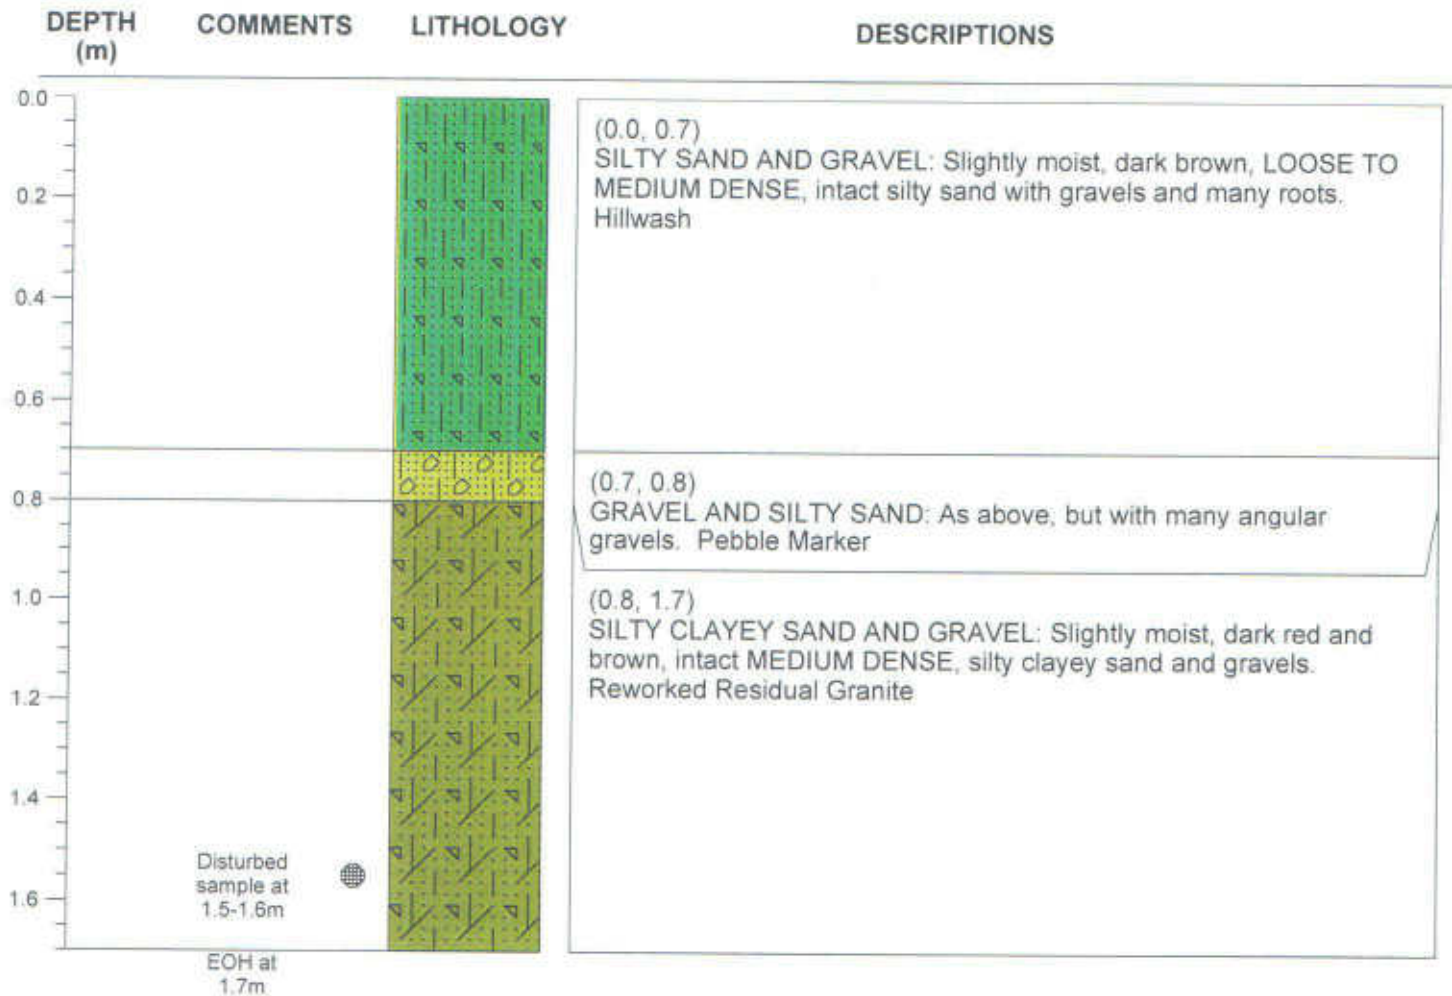 DEPTH
(m)
COMMENTS
LITHOLOGY
DESCRIPTIONS
0.0
0.2
0.4
0.6
0.8
1.0
1.2
1.4
1.6
(0.0, 0.7)
SILTY SAND AND GRAVEL: Slightly moist, dark brown, LOOSE TO
MEDIUM DENSE, intact silty sand with gravels and many roots.
Hillwash
(0.7, 0.8)
GRAVEL AND SILTY SAND: As above, but with many angular
gravels. Pebble Marker
(0.8, 1.7)
SILTY CLAYEY SAND AND GRAVEL: Slightly moist, dark red and
brown, intact MEDIUM DENSE, silty clayey sand and gravels.
Reworked Residual Granite
Disturbed
sample at
1.5-1.6m
EOH at
1.7m